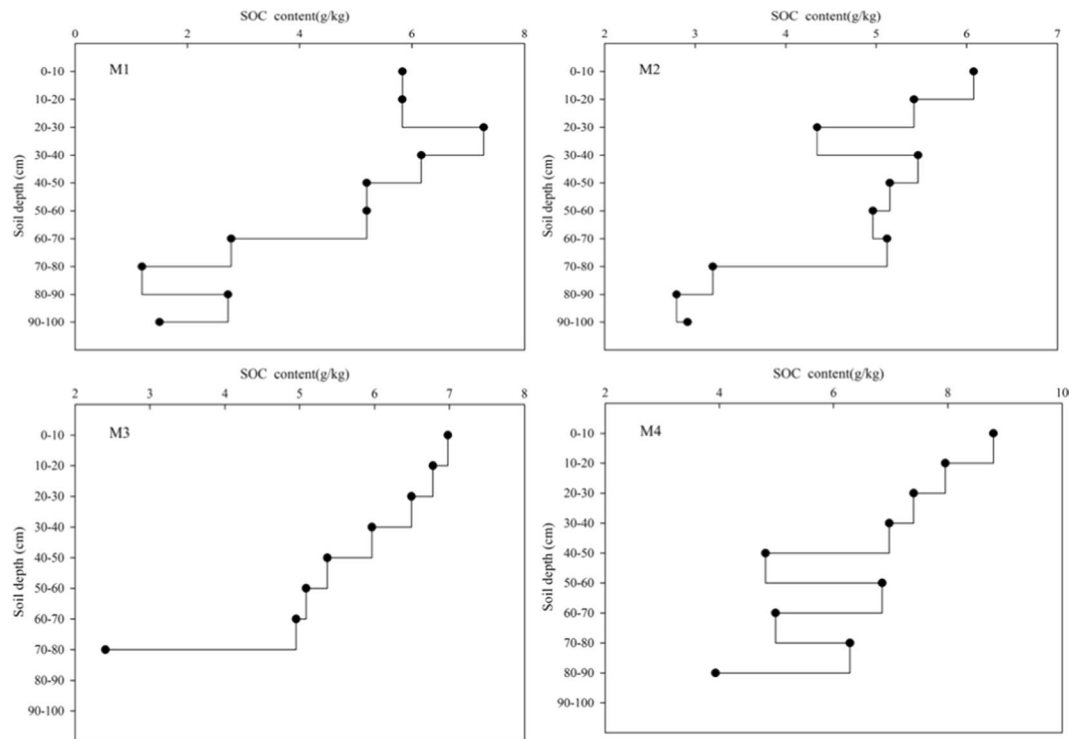 SOC content(g/kg)
0 2 4 6 8
M1
Soil depth (cm)
0-10
10-20
20-30
30-40
40-50
50-60
60-70
70-80
80-90
90-100
SOC content(g/kg)
2 3 4 5 6 7
M2
Soil depth (cm)
0-10
10-20
20-30
30-40
40-50
50-60
60-70
70-80
80-90
90-100
SOC content(g/kg)
2 3 4 5 6 7 8
M3
Soil depth (cm)
0-10
10-20
20-30
30-40
40-50
50-60
60-70
70-80
80-90
90-100
SOC content(g/kg)
2 4 6 8 10
M4
Soil depth (cm)
0-10
10-20
20-30
30-40
40-50
50-60
60-70
70-80
80-90
90-100